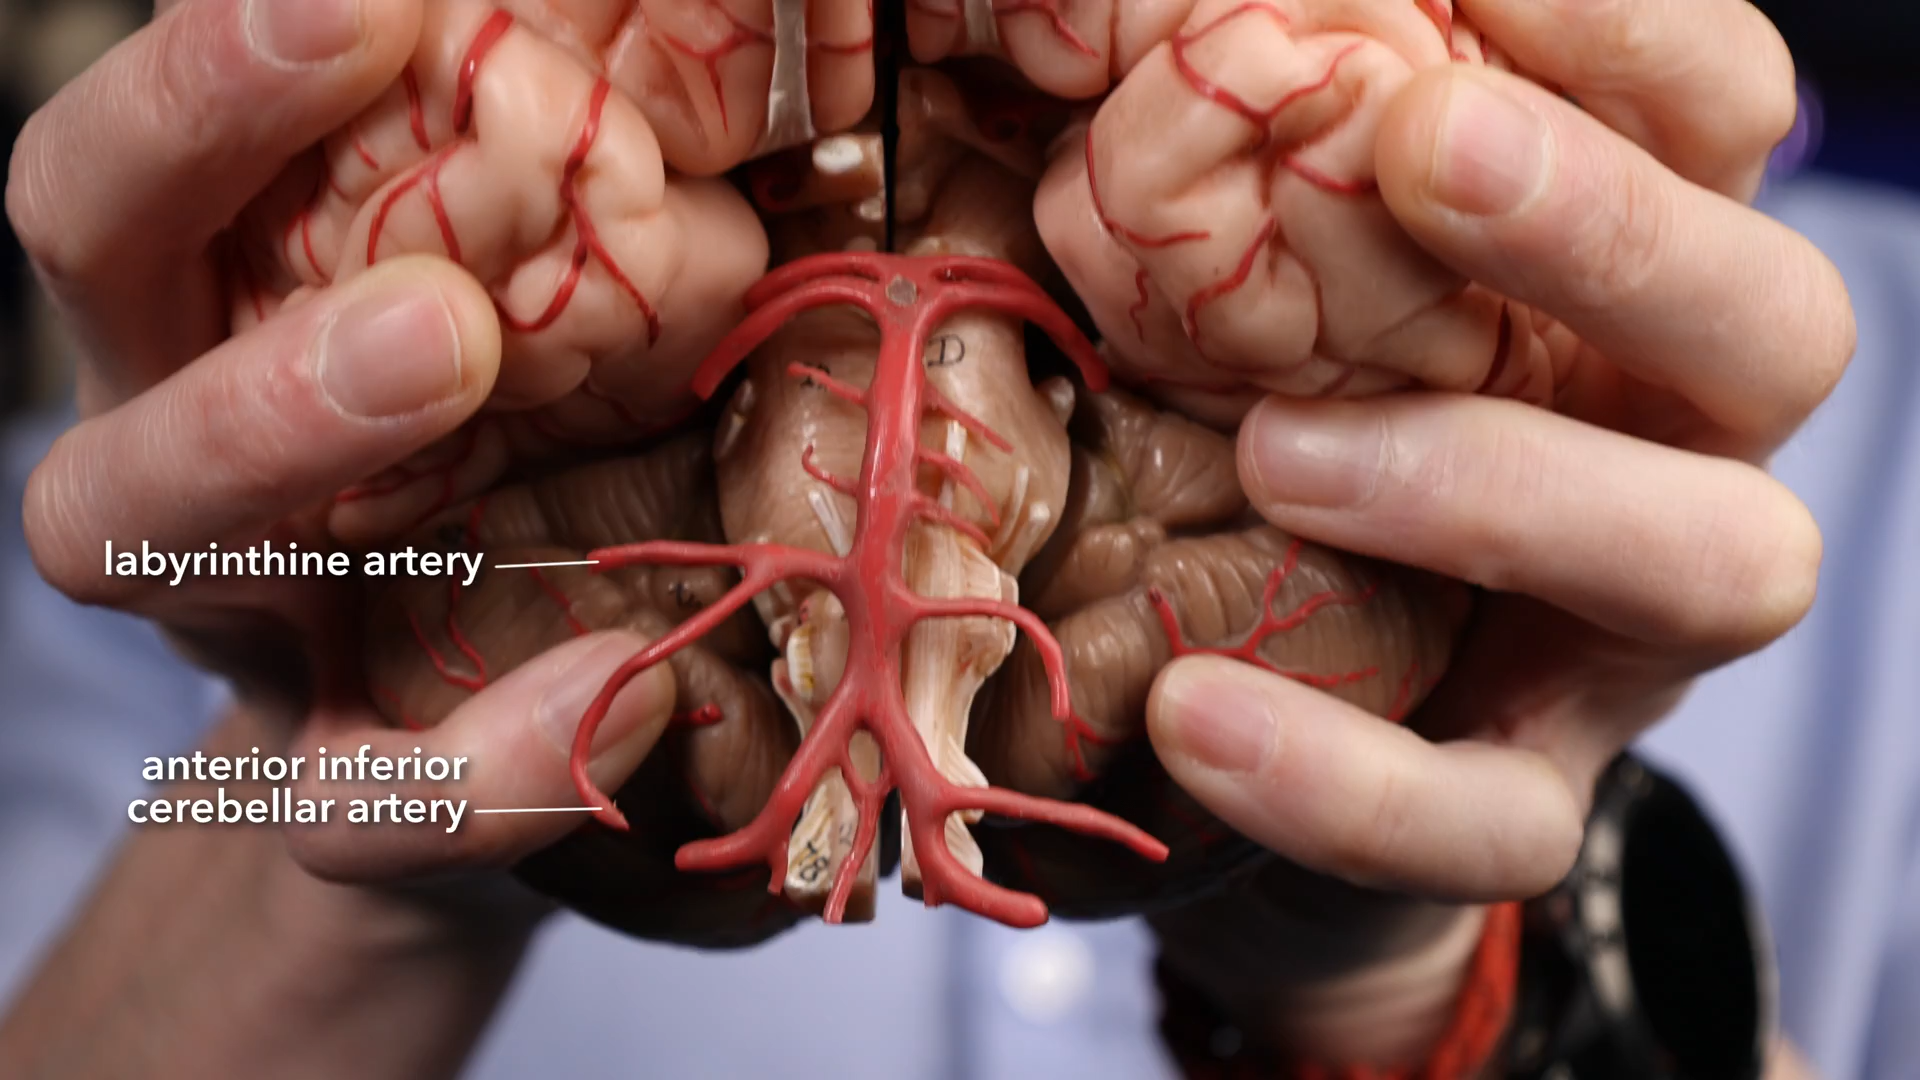 labyrinthine artery
anterior inferior
cerebellar artery